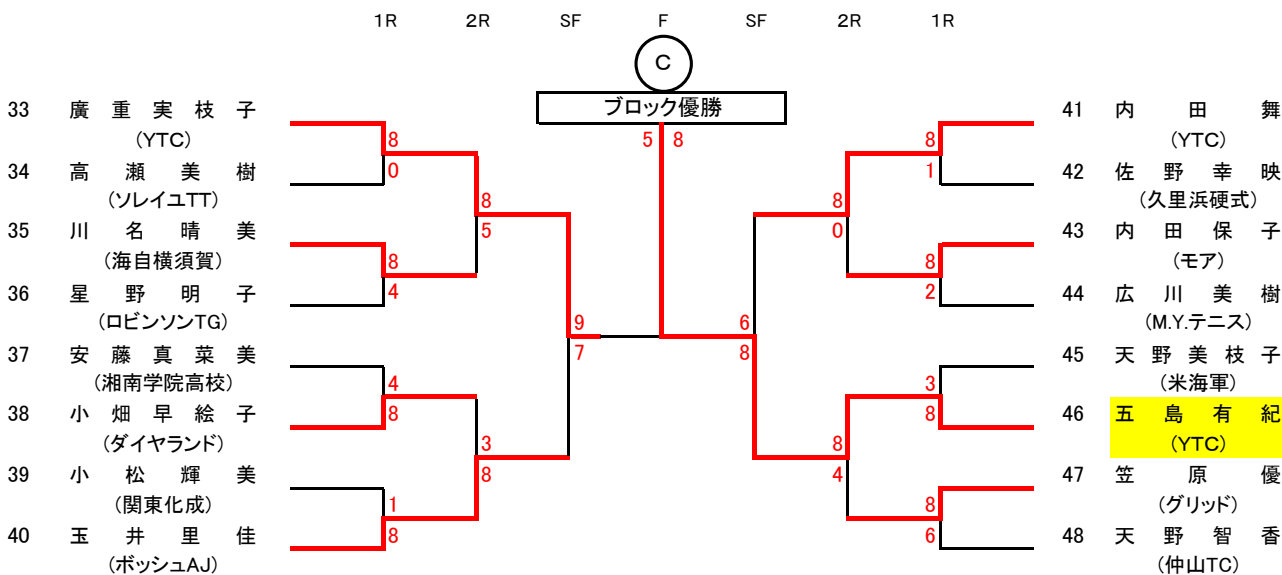 1R 2R SF F SF 2R 1R
C
ブロック優勝
5 8
33 廣重実枝子
(YTC)
8
0
34 高瀬美樹
(ソレイユTT)
8
5
35 川名晴美
(海自横須賀)
8
4
36 星野明子
(ロビンソンTG)
9
7
37 安藤真菜美
(湘南学院高校)
4
8
38 小畑早絵子
(ダイヤランド)
3
8
39 小松輝美
(関東化成)
1
8
40 玉井里佳
(ボッシュAJ)
41 内田舞
(YTC)
8
1
42 佐野幸映
(久里浜硬式)
8
0
43 内田保子
(モア)
8
2
44 広川美樹
(M.Y.テニス)
6
8
45 天野美枝子
(米海軍)
3
8
46 五島有紀
(YTC)
8
4
47 笠原優
(グリッド)
8
6
48 天野智香
(仲山TC)